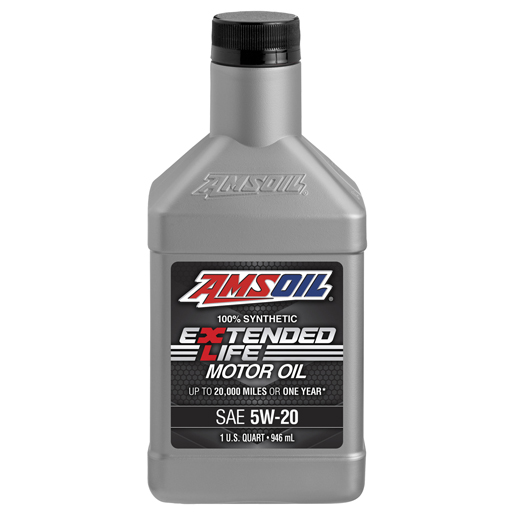 AMSOIL®
AMSOIL®
100% SYNTHETIC
EXTENDED
LIFE
MOTOR OIL
UP TO 20,000 MILES OR ONE YEAR*
SAE 5W-20
1 U.S. QUART • 946 mL